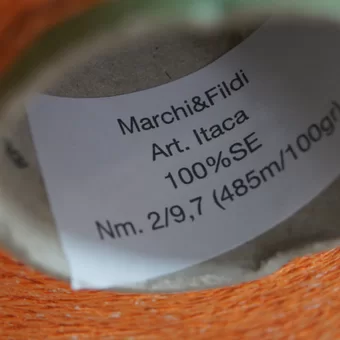 Marchi&Fildi
Art. Itaca
100%SE
Nm. 2/9,7 (485m/100gr)